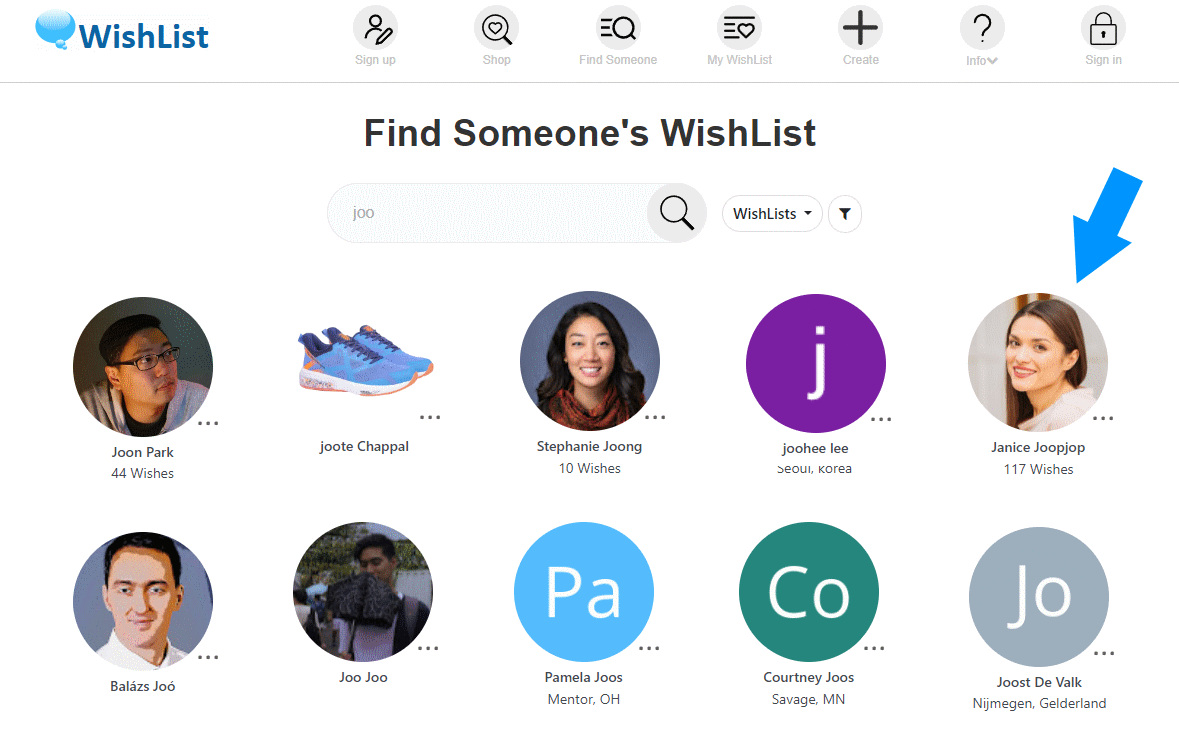 WishList
Sign up
Shop
Find Someone
My WishList
Create
Info
Sign in
Find Someone's WishList
joo
WishLists
j
Joon Park
44 Wishes
joote Chappal
Stephanie Joong
10 Wishes
joohee lee
Seoul, Korea
Janice Joopjop
117 Wishes
Pa
Co
Jo
Balázs Joó
Joo Joo
Pamela Joos
Mentor, OH
Courtney Joos
Savage, MN
Joost De Valk
Nijmegen, Gelderland